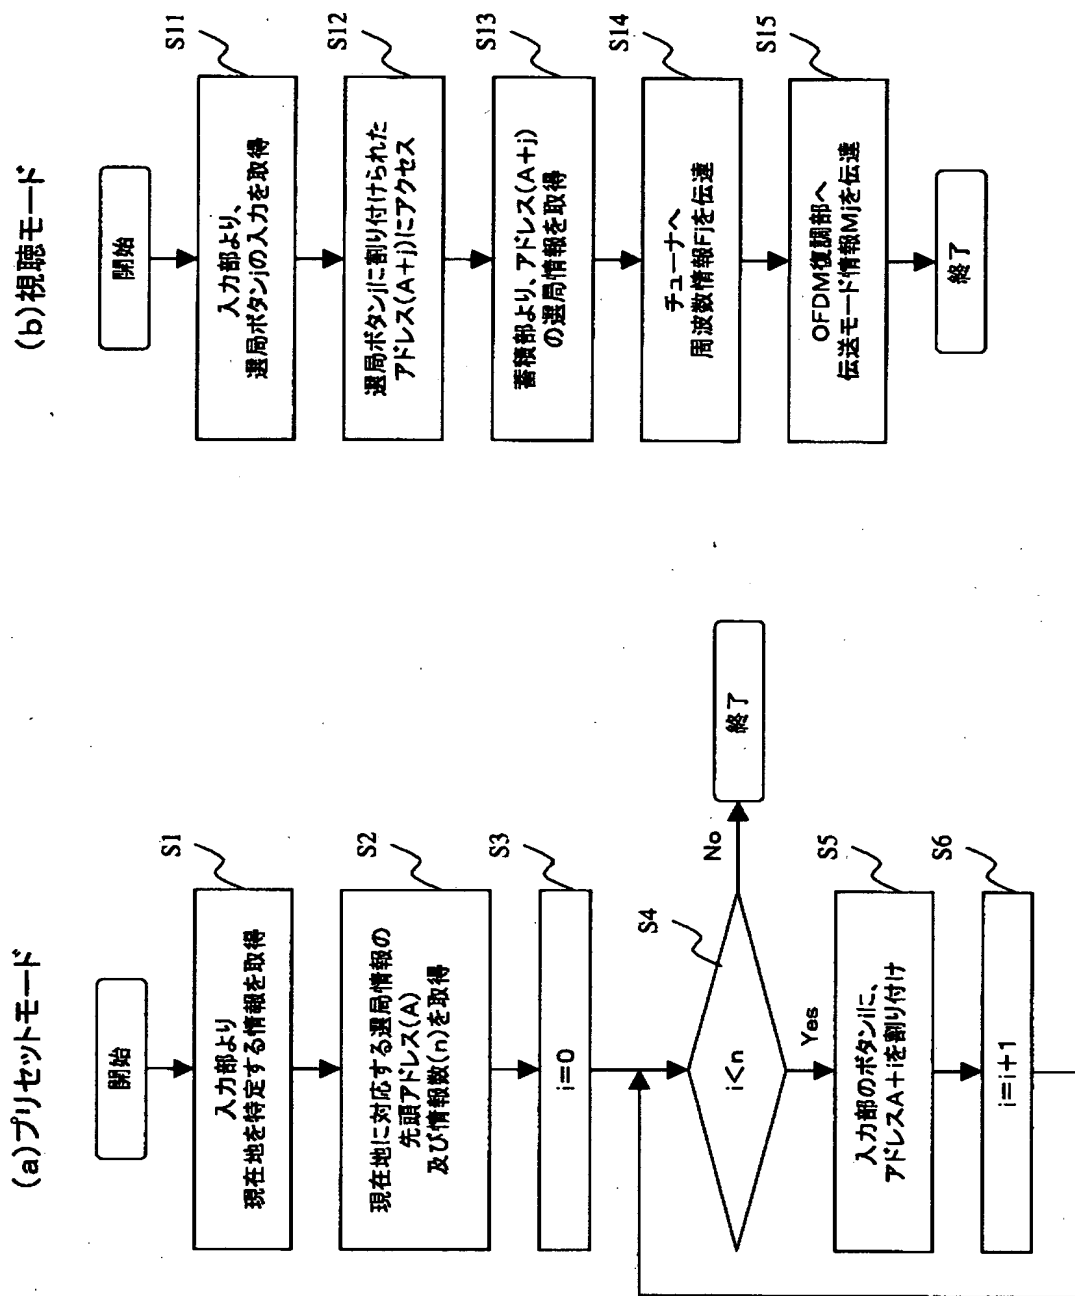 (a)プリセットモード
開始
S1
入力部より
現在地を特定する情報を取得
S2
現在地に対応する選局情報の
先頭アドレス(A)
及び情報数(n)を取得
S3
i=0
S4
i<n
No
終了
Yes
S5
入力部のボタンiに、
アドレスA+iを割り付け
S6
i=i+1
(b)視聴モード
開始
S11
入力部より、
選局ボタンjの入力を取得
S12
選局ボタンjに割り付けられた
アドレス(A+j)にアクセス
S13
蓄積部より、アドレス(A+j)
の選局情報を取得
S14
チューナへ
周波数情報Fjを伝達
S15
OFDM復調部へ
伝送モード情報Mjを伝達
終了